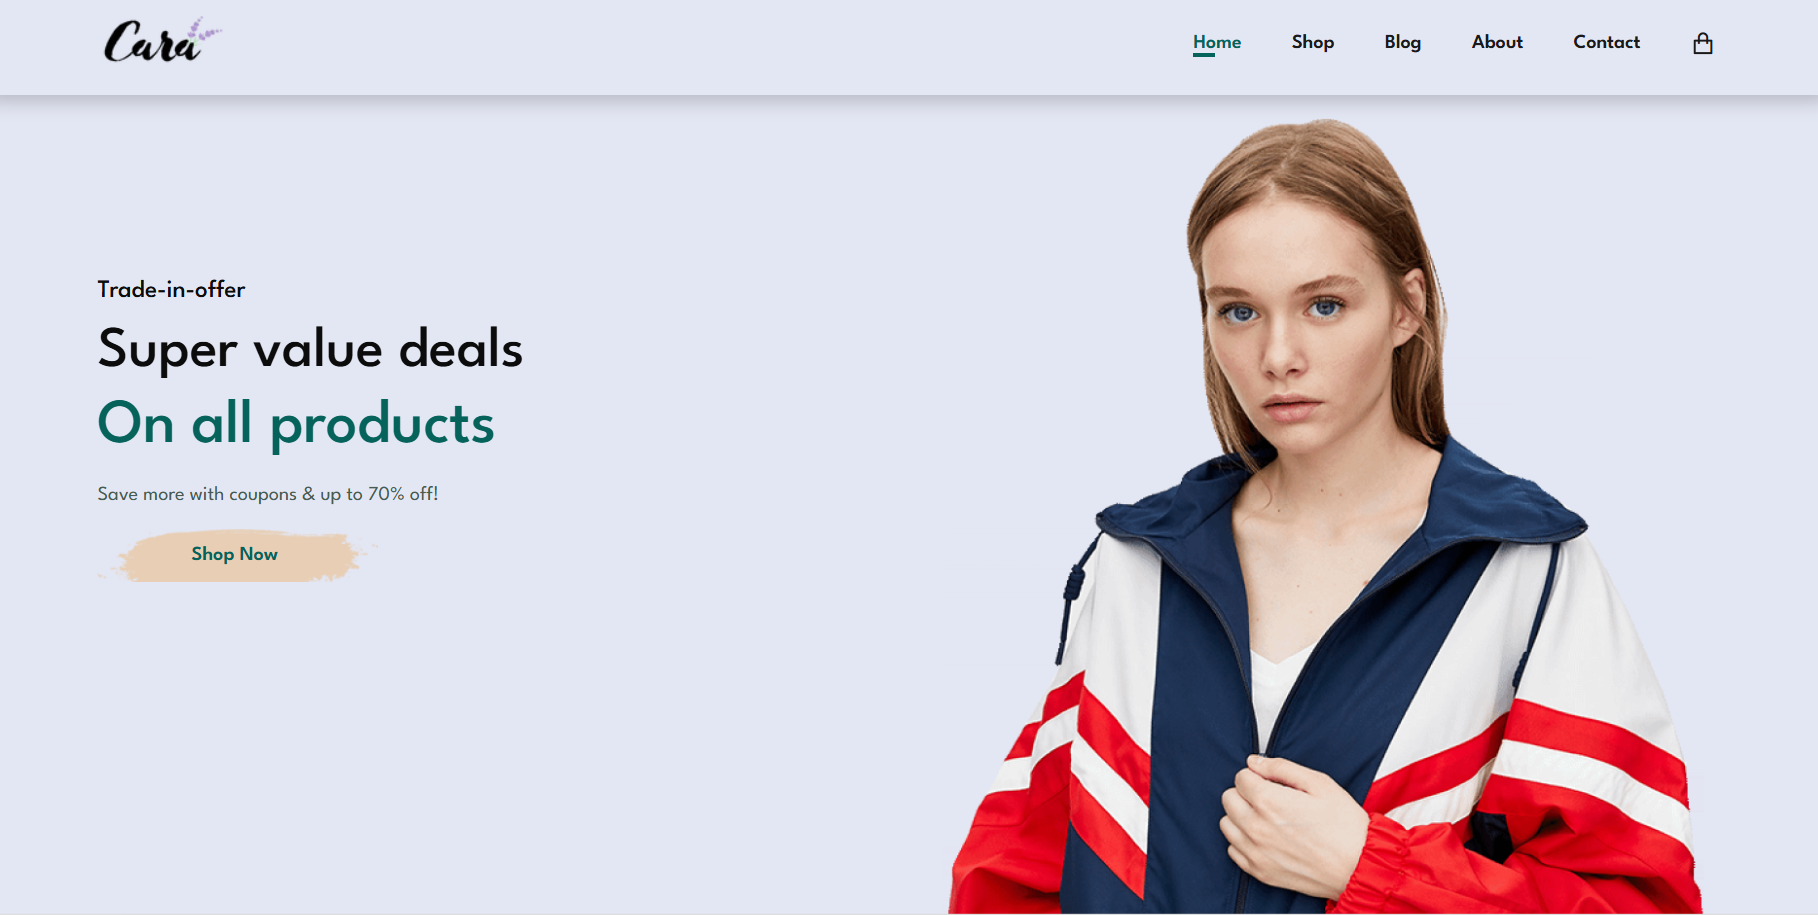 Cara
Home Shop Blog About Contact
Trade-in-offer
Super value deals
On all products
Save more with coupons & up to 70% off!
Shop Now